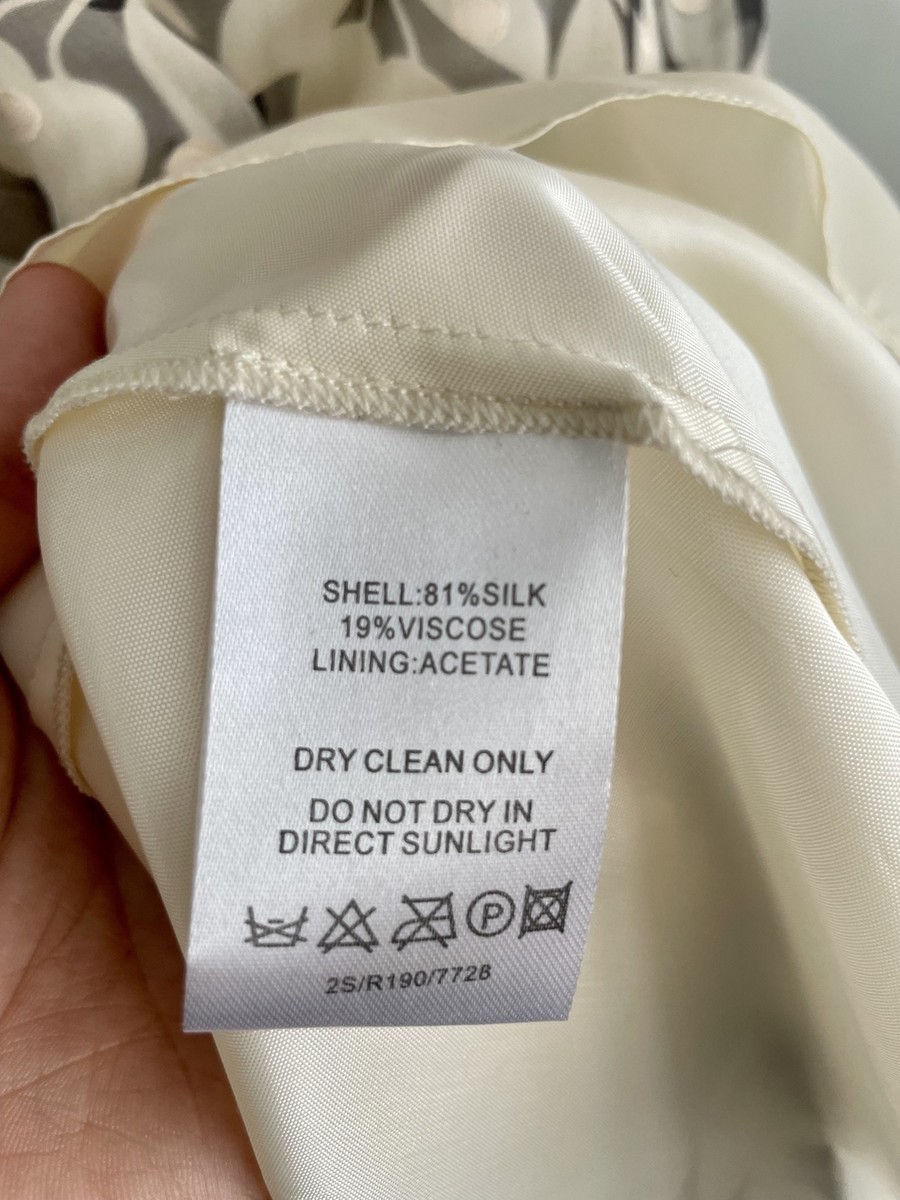 SHELL:81%SILK
19%VISCOSE
LINING:ACETATE
DRY CLEAN ONLY
DO NOT DRY IN
DIRECT SUNLIGHT
P
2S/R190/7728